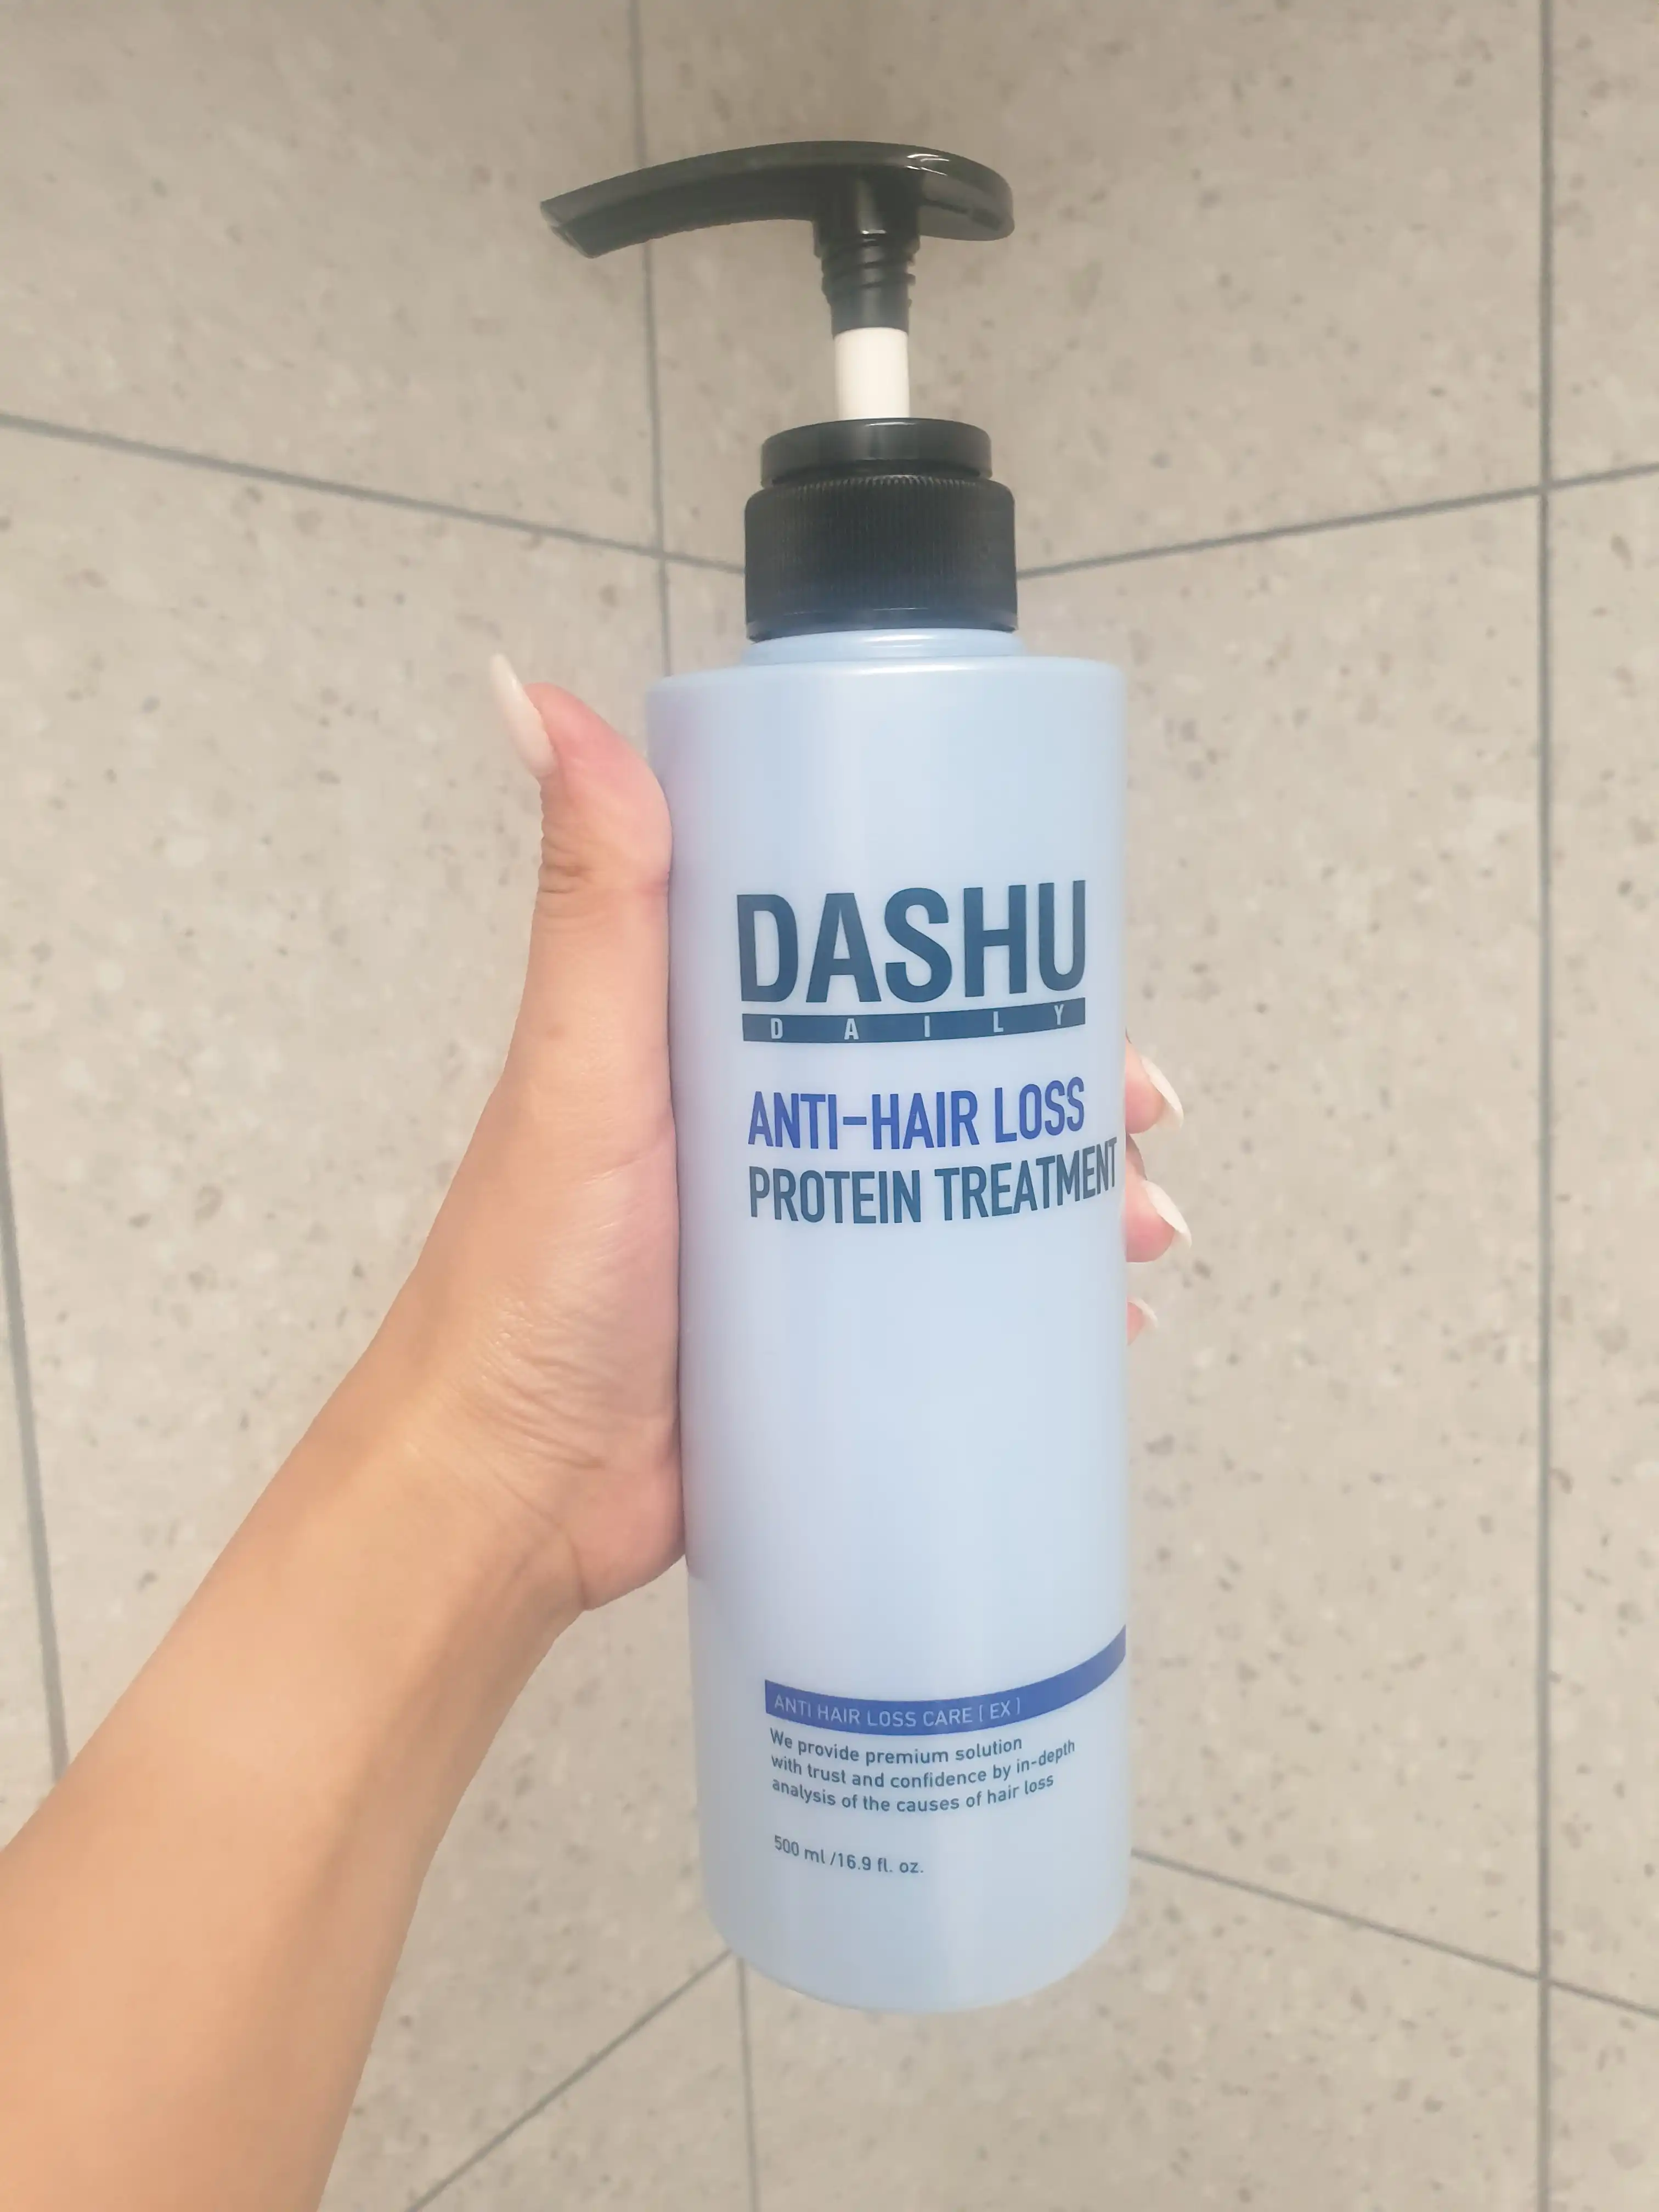 DASHU
DAILY
ANTI-HAIR LOSS
PROTEIN TREATMENT
ANTI HAIR LOSS CARE [ EX ]
We provide premium solution
with trust and confidence by in-depth
analysis of the causes of hair loss
500 ml /16.9 fl. oz.